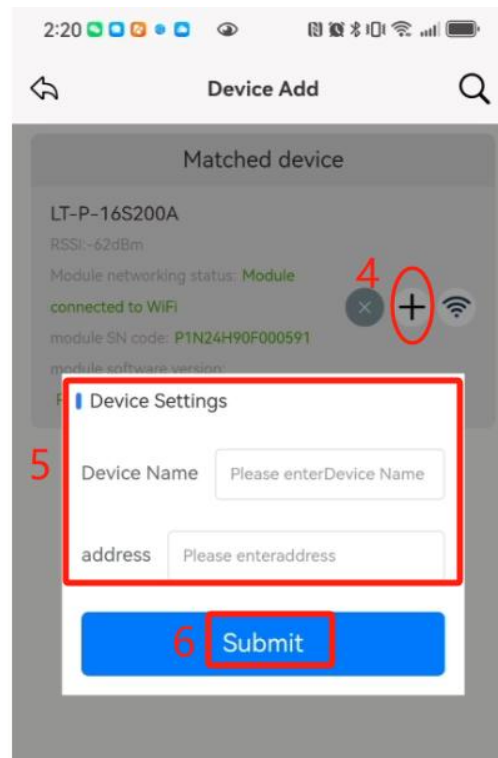 2:20
Device Add
Matched device
LT-P-16S200A
RSSI:-62dBm
Module networking status: Module
connected to WiFi
module SN code: P1N24H90F000591
module software version:
4
5
Device Settings
Device Name Please enterDevice Name
address Please enteraddress
6 Submit